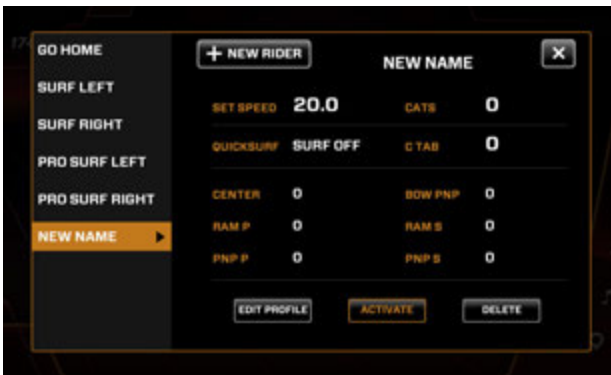 GO HOME
SURF LEFT
SURF RIGHT
PRO SURF LEFT
PRO SURF RIGHT
NEW NAME
+ NEW RIDER
NEW NAME
X
SET SPEED 20.0 CATS 0
QUICKSURF SURF OFF C TAB 0
CENTER 0 BOW PNP 0
RAM P 0 RAM S 0
PNP P 0 PNP S 0
EDIT PROFILE ACTIVATE DELETE